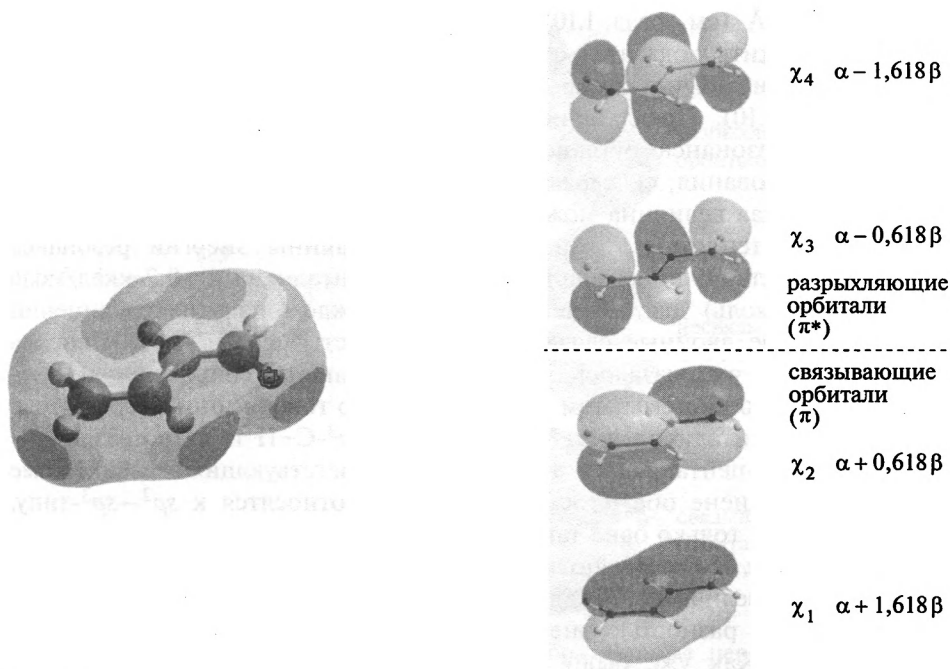 χ₄ α − 1,618β
χ₃ α − 0,618β
разрыхляющие
орбитали
(π*)
связывающие
орбитали
(π)
χ₂ α + 0,618β
χ₁ α + 1,618β